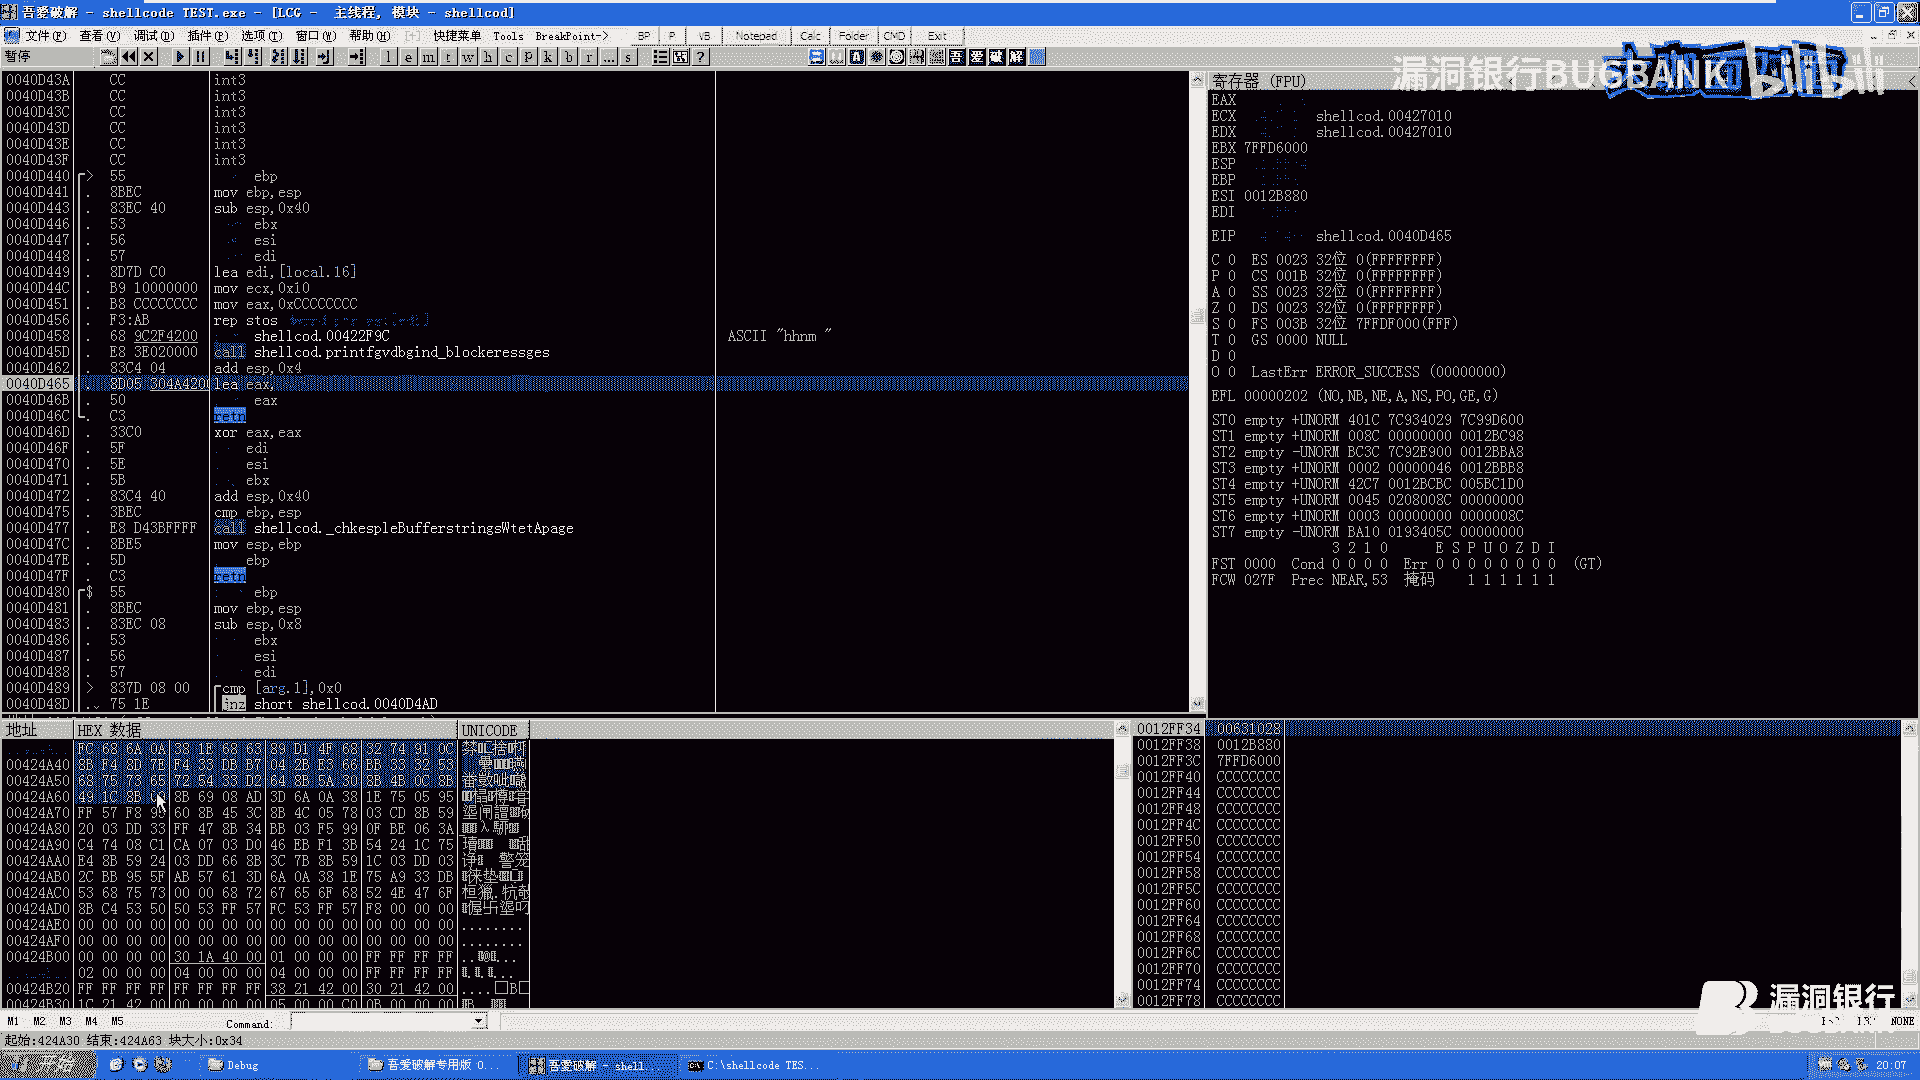 吾爱破解 - shellcode TEST.exe - [LCG - 主线程, 模块 - shellcod]
文件(F) 查看(V) 调试(D) 插件(P) 选项(T) 窗口(W) 帮助(H) [+] 快捷菜单 Tools BreakPoint-> BP P VB Notepad Calc Folder CMD Exit
暂停 l e m t w h c p k b r ... s ? 吾 爱 破 解
漏洞银行BUGBANK bilibili
0040D43A CC int3
0040D43B CC int3
0040D43C CC int3
0040D43D CC int3
0040D43E CC int3
0040D43F CC int3
0040D440 > 55 ebp
0040D441 . 8BEC mov ebp,esp
0040D443 . 83EC 40 sub esp,0x40
0040D446 . 53 ebx
0040D447 . 56 esi
0040D448 . 57 edi
0040D449 . 8D7D C0 lea edi,[local.16]
0040D44C . B9 10000000 mov ecx,0x10
0040D451 . B8 CCCCCCCC mov eax,0xCCCCCCCC
0040D456 . F3:AB rep stos
0040D458 . 68 9C2F4200 shellcod.00422F9C ASCII "hhnm "
0040D45D . E8 3E020000 call shellcod.printfgvdbgind_blockeressges
0040D462 . 83C4 04 add esp,0x4
0040D465 . 8D05 304A4200 lea eax,
0040D46B . 50 eax
0040D46C . C3 retn
0040D46D . 33C0 xor eax,eax
0040D46F . 5F edi
0040D470 . 5E esi
0040D471 . 5B ebx
0040D472 . 83C4 40 add esp,0x40
0040D475 . 3BEC cmp ebp,esp
0040D477 . E8 D43BFFFF call shellcod._chkespleBufferstringsWtetApage
0040D47C . 8BE5 mov esp,ebp
0040D47E . 5D ebp
0040D47F . C3 retn
0040D480 $ 55 ebp
0040D481 . 8BEC mov ebp,esp
0040D483 . 83EC 08 sub esp,0x8
0040D486 . 53 ebx
0040D487 . 56 esi
0040D488 . 57 edi
0040D489 > 837D 08 00 cmp [arg.1],0x0
0040D48D . 75 1E jnz short shellcod.0040D4AD
寄存器 (FPU)
EAX
ECX shellcod.00427010
EDX shellcod.00427010
EBX 7FFD6000
ESP
EBP
ESI 0012B880
EDI
EIP shellcod.0040D465
C 0 ES 0023 32位 0(FFFFFFFF)
P 0 CS 001B 32位 0(FFFFFFFF)
A 0 SS 0023 32位 0(FFFFFFFF)
Z 0 DS 0023 32位 0(FFFFFFFF)
S 0 FS 003B 32位 7FFDF000(FFF)
T 0 GS 0000 NULL
D 0
O 0 LastErr ERROR_SUCCESS (00000000)
EFL 00000202 (NO,NB,NE,A,NS,PO,GE,G)
ST0 empty +UNORM 401C 7C934029 7C99D600
ST1 empty +UNORM 008C 00000000 0012BC98
ST2 empty -UNORM BC3C 7C92E900 0012BBA8
ST3 empty +UNORM 0002 00000046 0012BBB8
ST4 empty +UNORM 42C7 0012BCBC 005BC1D0
ST5 empty +UNORM 0045 0208008C 00000000
ST6 empty +UNORM 0003 00000000 0000008C
ST7 empty -UNORM BA10 0193405C 00000000
3 2 1 0 E S P U O Z D I
FST 0000 Cond 0 0 0 0 Err 0 0 0 0 0 0 0 0 (GT)
FCW 027F Prec NEAR,53 掩码 1 1 1 1 1 1
地址 HEX 数据 UNICODE
FC 68 6A 0A 38 1E 68 63 89 D1 4F 68 32 74 91 0C
00424A40 8B F4 8D 7E F4 33 DB B7 04 2B E3 66 BB 33 32 53
00424A50 68 75 73 65 72 54 33 D2 64 8B 5A 30 8B 4B 0C 8B
00424A60 49 1C 8B 09 8B 69 08 AD 3D 6A 0A 38 1E 75 05 95
00424A70 FF 57 F8 95 60 8B 45 3C 8B 4C 05 78 03 CD 8B 59
00424A80 20 03 DD 33 FF 47 8B 34 BB 03 F5 99 0F BE 06 3A
00424A90 C4 74 08 C1 CA 07 03 D0 46 EB F1 3B 54 24 1C 75
00424AA0 E4 8B 59 24 03 DD 66 8B 3C 7B 8B 59 1C 03 DD 03
00424AB0 2C BB 95 5F AB 57 61 3D 6A 0A 38 1E 75 A9 33 DB
00424AC0 53 68 75 73 00 00 68 72 67 65 6F 68 52 4E 47 6F
00424AD0 8B C4 53 50 50 53 FF 57 FC 53 FF 57 F8 00 00 00
00424AE0 00 00 00 00 00 00 00 00 00 00 00 00 00 00 00 00 ........
00424AF0 00 00 00 00 00 00 00 00 00 00 00 00 00 00 00 00 ........
00424B00 00 00 00 00 30 1A 40 00 01 00 00 00 FF FF FF FF
02 00 00 00 04 00 00 00 04 00 00 00 FF FF FF FF
00424B20 FF FF FF FF FF FF FF FF 38 21 42 00 30 21 42 00
00424B30 1C 21 42 00 00 00 00 00 05 00 00 C0 0B 00 00 00
0012FF34 00631028
0012FF38 0012B880
0012FF3C 7FFD6000
0012FF40 CCCCCCCC
0012FF44 CCCCCCCC
0012FF48 CCCCCCCC
0012FF4C CCCCCCCC
0012FF50 CCCCCCCC
0012FF54 CCCCCCCC
0012FF58 CCCCCCCC
0012FF5C CCCCCCCC
0012FF60 CCCCCCCC
0012FF64 CCCCCCCC
0012FF68 CCCCCCCC
0012FF6C CCCCCCCC
0012FF70 CCCCCCCC
0012FF74 CCCCCCCC
0012FF78 CCCCCCCC
漏洞银行
M1 M2 M3 M4 M5 Command: NONE
起始:424A30 结束:424A63 块大小:0x34
开始 Debug 吾爱破解专用版 0... 吾爱破解 - shell... C:\shellcode TES... 20:07